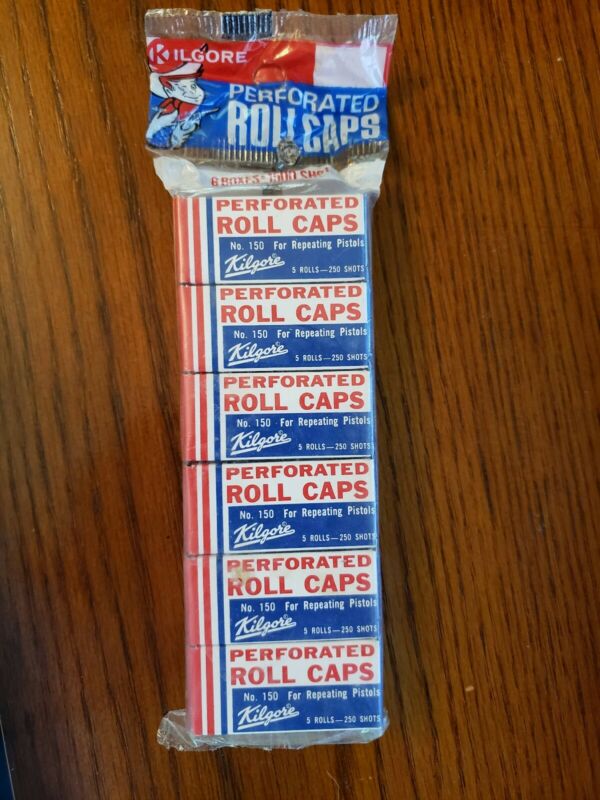 KILGORE
PERFORATED
ROLL CAPS
6 BOXES-1500 SHOT
PERFORATED
ROLL CAPS
No. 150 For Repeating Pistols
Kilgore
5 ROLLS—250 SHOTS
PERFORATED
ROLL CAPS
No. 150 For Repeating Pistols
Kilgore
5 ROLLS—250 SHOTS
PERFORATED
ROLL CAPS
No. 150 For Repeating Pistols
Kilgore
5 ROLLS—250 SHOTS
PERFORATED
ROLL CAPS
No. 150 For Repeating Pistols
Kilgore
5 ROLLS—250 SHOTS
PERFORATED
ROLL CAPS
No. 150 For Repeating Pistols
Kilgore
5 ROLLS—250 SHOTS
PERFORATED
ROLL CAPS
No. 150 For Repeating Pistols
Kilgore
5 ROLLS—250 SHOTS